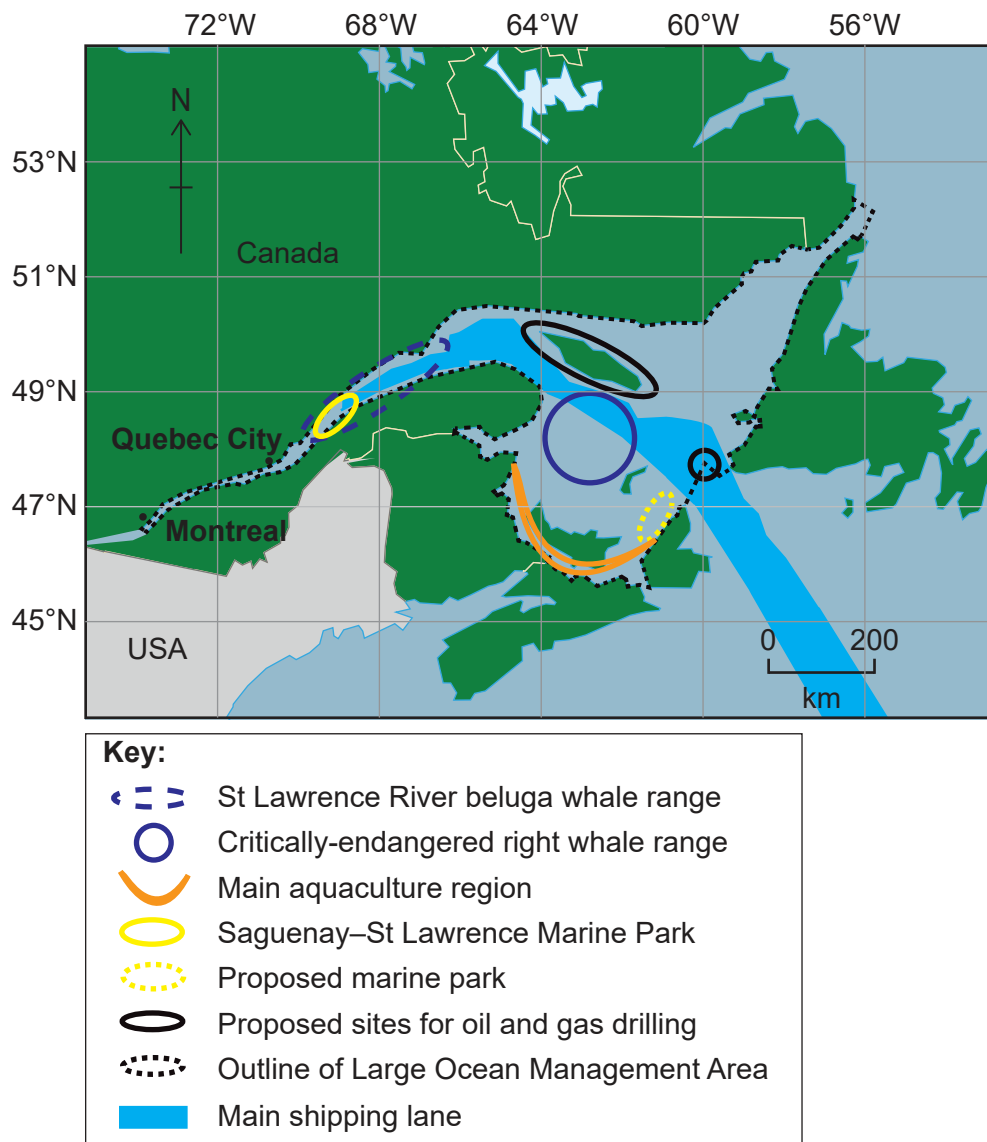 72°W 68°W 64°W 60°W 56°W
N
53°N
Canada
51°N
49°N
Quebec City
47°N
Montreal
45°N
USA
0 200
km
Key:
St Lawrence River beluga whale range
Critically-endangered right whale range
Main aquaculture region
Saguenay–St Lawrence Marine Park
Proposed marine park
Proposed sites for oil and gas drilling
Outline of Large Ocean Management Area
Main shipping lane